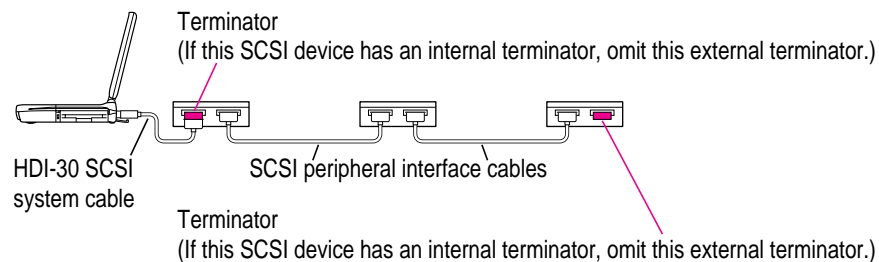 Terminator
(If this SCSI device has an internal terminator, omit this external terminator.)
HDI-30 SCSI
system cable
SCSI peripheral interface cables
Terminator
(If this SCSI device has an internal terminator, omit this external terminator.)